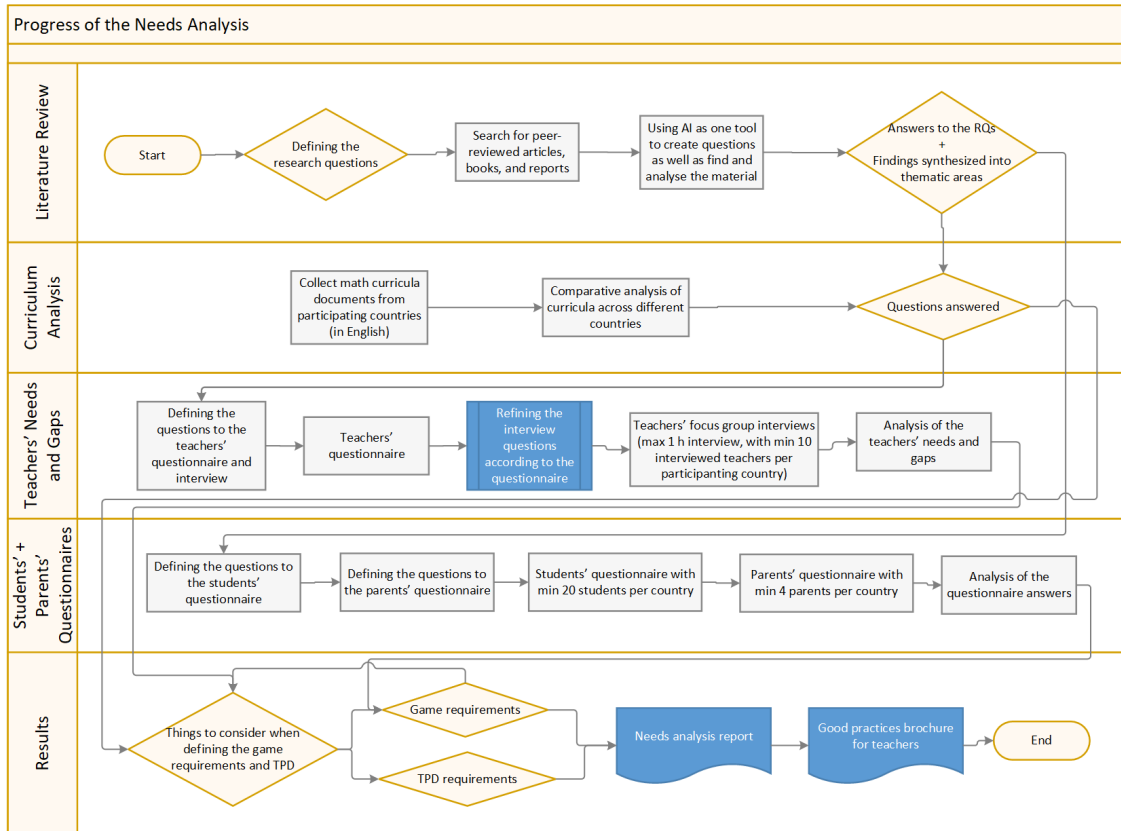 Progress of the Needs Analysis
Literature Review
Start
Defining the
research questions
Search for peer-
reviewed articles,
books, and reports
Using AI as one tool
to create questions
as well as find and
analyse the material
Answers to the RQs
+
Findings synthesized into
thematic areas
Curriculum
Analysis
Collect math curricula
documents from
participating countries
(in English)
Comparative analysis of
curricula across different
countries
Questions answered
Teachers' Needs
and Gaps
Defining the
questions to the
teachers'
questionnaire and
interview
Teachers'
questionnaire
Refining the
interview
questions
according to the
questionnaire
Teachers' focus group interviews
(max 1 h interview, with min 10
interviewed teachers per
participating country)
Analysis of the
teachers' needs and
gaps
Students' +
Parents'
Questionnaires
Defining the questions to
the students'
questionnaire
Defining the questions to
the parents' questionnaire
Students' questionnaire with
min 20 students per country
Parents' questionnaire with
min 4 parents per country
Analysis of the
questionnaire answers
Results
Things to consider when
defining the game
requirements and TPD
Game requirements
TPD requirements
Needs analysis report
Good practices brochure
for teachers
End